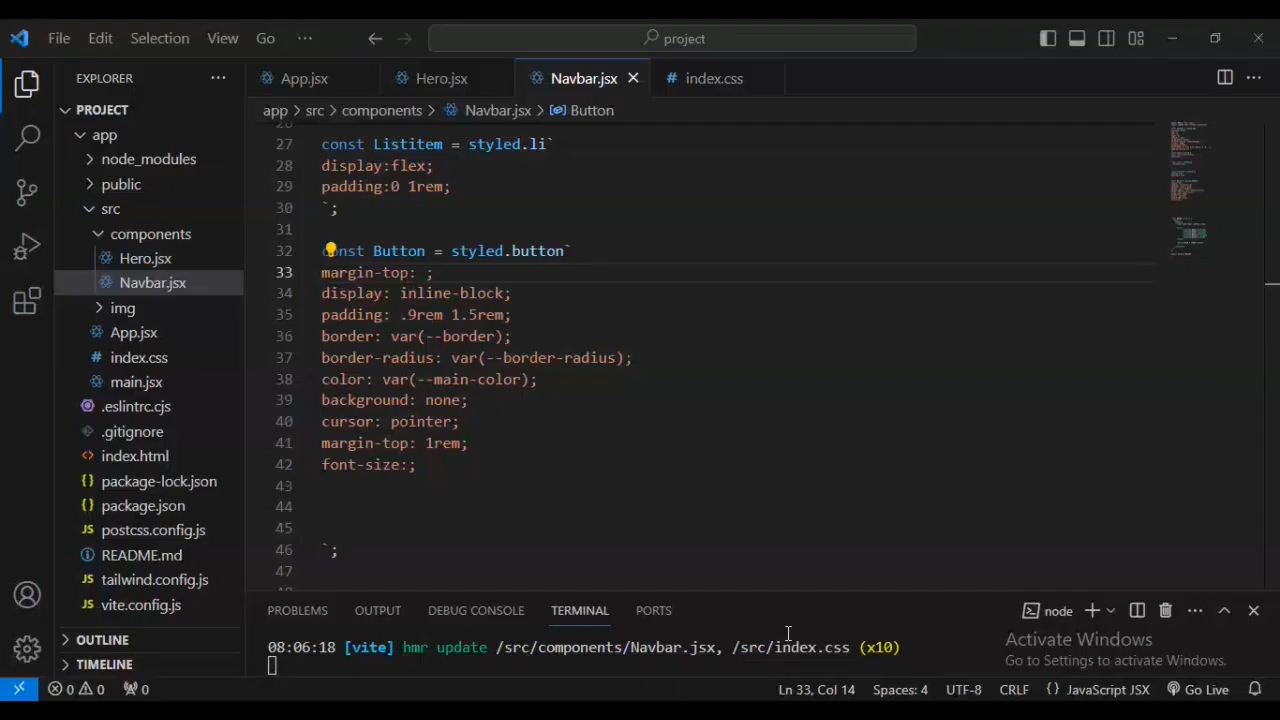 File Edit Selection View Go ··· project
EXPLORER ···
App.jsx Hero.jsx Navbar.jsx # index.css ···
app > src > components > Navbar.jsx > Button
PROJECT
app
node_modules
public
src
components
Hero.jsx
Navbar.jsx
img
App.jsx
# index.css
main.jsx
.eslintrc.cjs
.gitignore
<> index.html
{} package-lock.json
{} package.json
JS postcss.config.js
README.md
JS tailwind.config.js
JS vite.config.js
OUTLINE
TIMELINE
27 const Listitem = styled.li`
28 display:flex;
29 padding:0 1rem;
30 `;
31
32 const Button = styled.button`
33 margin-top: ;
34 display: inline-block;
35 padding: .9rem 1.5rem;
36 border: var(--border);
37 border-radius: var(--border-radius);
38 color: var(--main-color);
39 background: none;
40 cursor: pointer;
41 margin-top: 1rem;
42 font-size:;
43
44
45
46 `;
47
PROBLEMS OUTPUT DEBUG CONSOLE TERMINAL PORTS node ···
08:06:18 [vite] hmr update /src/components/Navbar.jsx, /src/index.css (x10)
Activate Windows
Go to Settings to activate Windows.
0 0 0 Ln 33, Col 14 Spaces: 4 UTF-8 CRLF {} JavaScript JSX Go Live